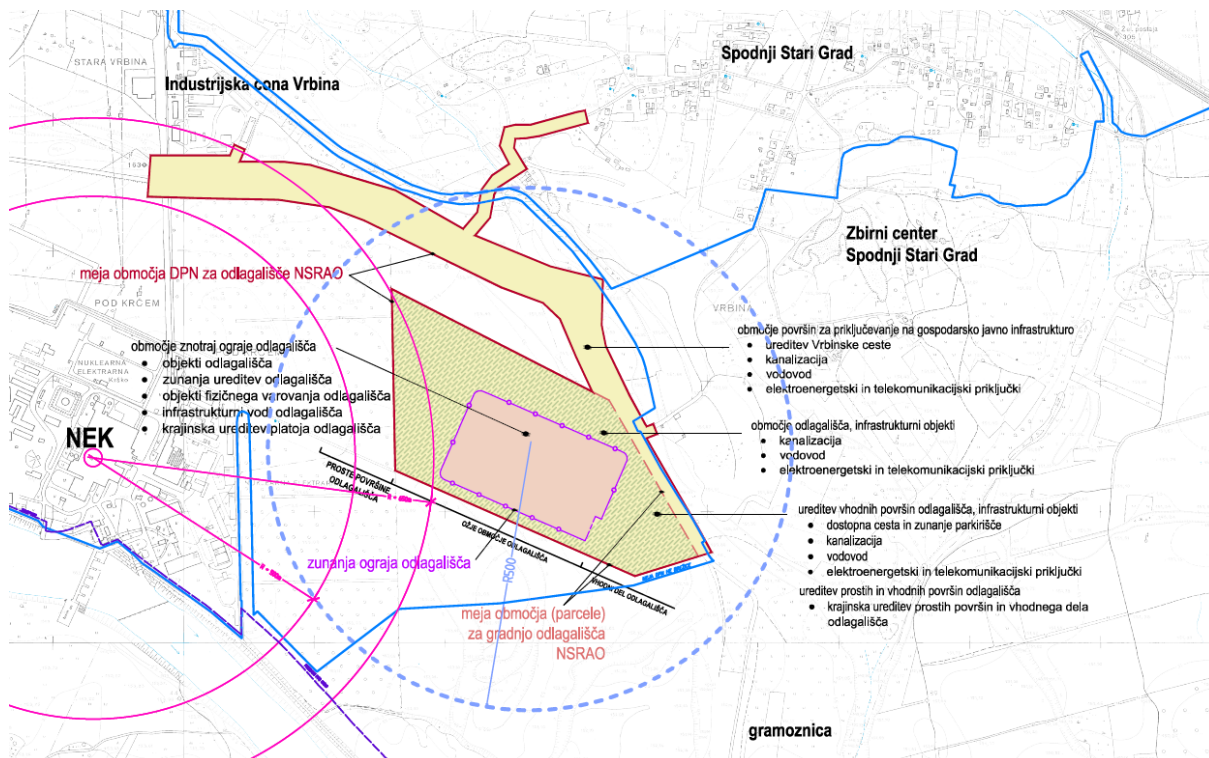 Spodnji Stari Grad
STARA VRBINA
Industrijska cona Vrbina
Zbirni center
Spodnji Stari Grad
meja območja DPN za odlagališče NSRAO
POD KRČEM
VRBINA
območje površin za priključevanje na gospodarsko javno infrastrukturo
• ureditev Vrbinske ceste
• kanalizacija
• vodovod
• elektroenergetski in telekomunikacijski priključki
območje znotraj ograje odlagališča
• objekti odlagališča
• zunanja ureditev odlagališča
• objekti fizičnega varovanja odlagališča
• infrastrukturni vodi odlagališča
• krajinska ureditev platoja odlagališča
NUKLEARNA
ELEKTRARNA
Krško
NEK
območje odlagališča, infrastrukturni objekti
• kanalizacija
• vodovod
• elektroenergetski in telekomunikacijski priključki
PROSTE POVRŠINE
ODLAGALIŠČA
OŽJE OBMOČJE ODLAGALIŠČA
VHODNI DEL ODLAGALIŠČA
ureditev vhodnih površin odlagališča, infrastrukturni objekti
• dostopna cesta in zunanje parkirišče
• kanalizacija
• vodovod
• elektroenergetski in telekomunikacijski priključki
ureditev prostih in vhodnih površin odlagališča
• krajinska ureditev prostih površin in vhodnega dela
odlagališča
zunanja ograja odlagališča
R500
meja območja (parcele)
za gradnjo odlagališča
NSRAO
gramoznica